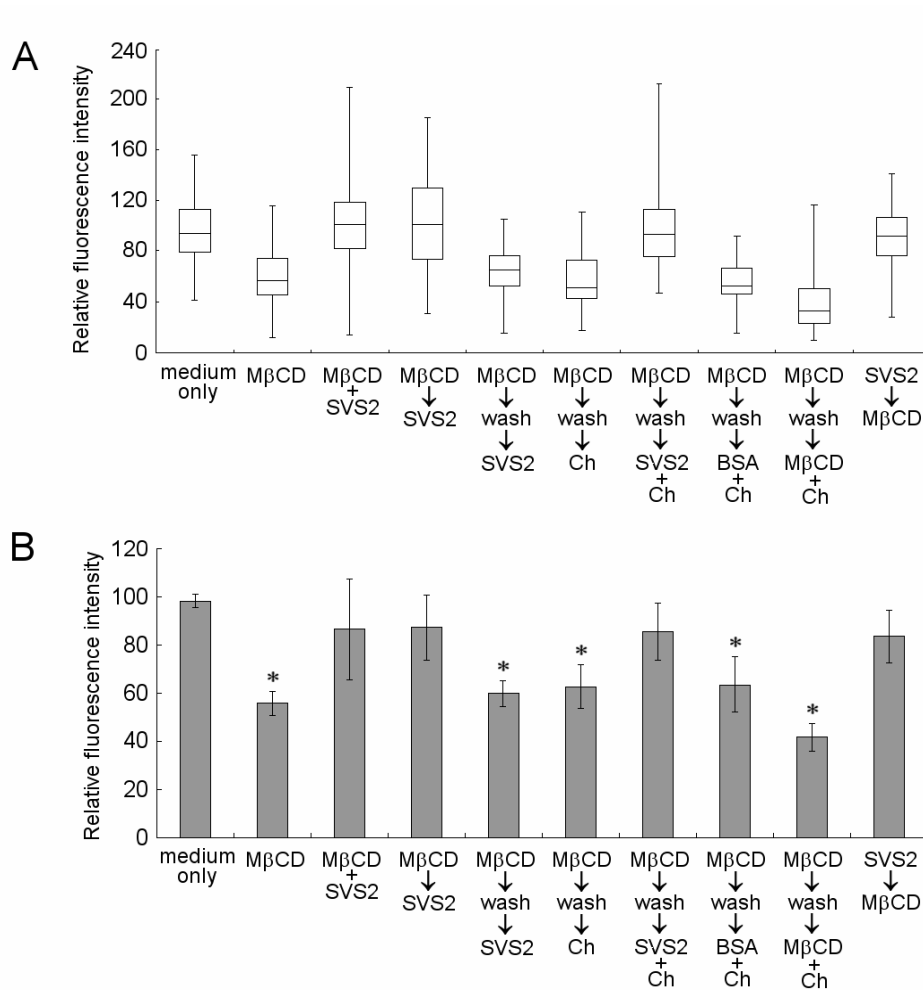 A
Relative fluorescence intensity
240
200
160
120
80
40
0
medium only
MβCD
MβCD + SVS2
MβCD ↓ SVS2
MβCD ↓ wash ↓ SVS2
MβCD ↓ wash ↓ Ch
MβCD ↓ wash ↓ SVS2 + Ch
MβCD ↓ wash ↓ BSA + Ch
MβCD ↓ wash ↓ MβCD + Ch
SVS2 ↓ MβCD
B
Relative fluorescence intensity
120
100
80
60
40
20
0
* * * * *
medium only
MβCD
MβCD + SVS2
MβCD ↓ SVS2
MβCD ↓ wash ↓ SVS2
MβCD ↓ wash ↓ Ch
MβCD ↓ wash ↓ SVS2 + Ch
MβCD ↓ wash ↓ BSA + Ch
MβCD ↓ wash ↓ MβCD + Ch
SVS2 ↓ MβCD